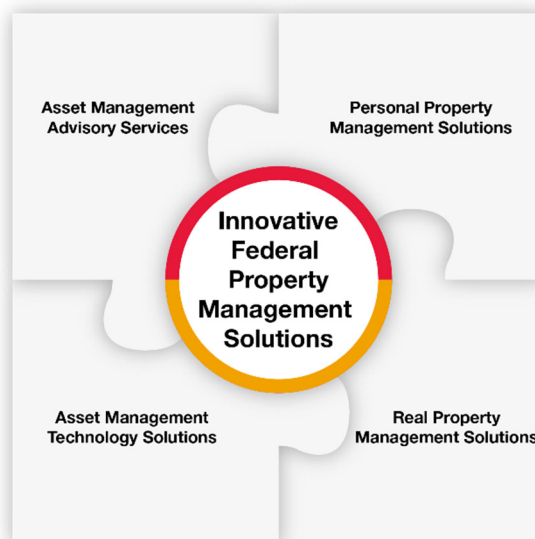 Asset Management
Advisory Services
Personal Property
Management Solutions
Innovative
Federal
Property
Management
Solutions
Asset Management
Technology Solutions
Real Property
Management Solutions